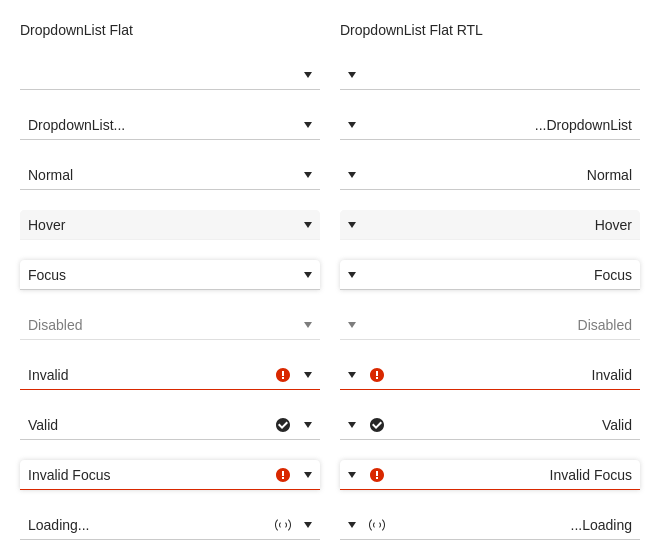 DropdownList Flat
DropdownList Flat RTL
DropdownList...
...DropdownList
Normal
Normal
Hover
Hover
Focus
Focus
Disabled
Disabled
Invalid
Invalid
Valid
Valid
Invalid Focus
Invalid Focus
Loading...
...Loading